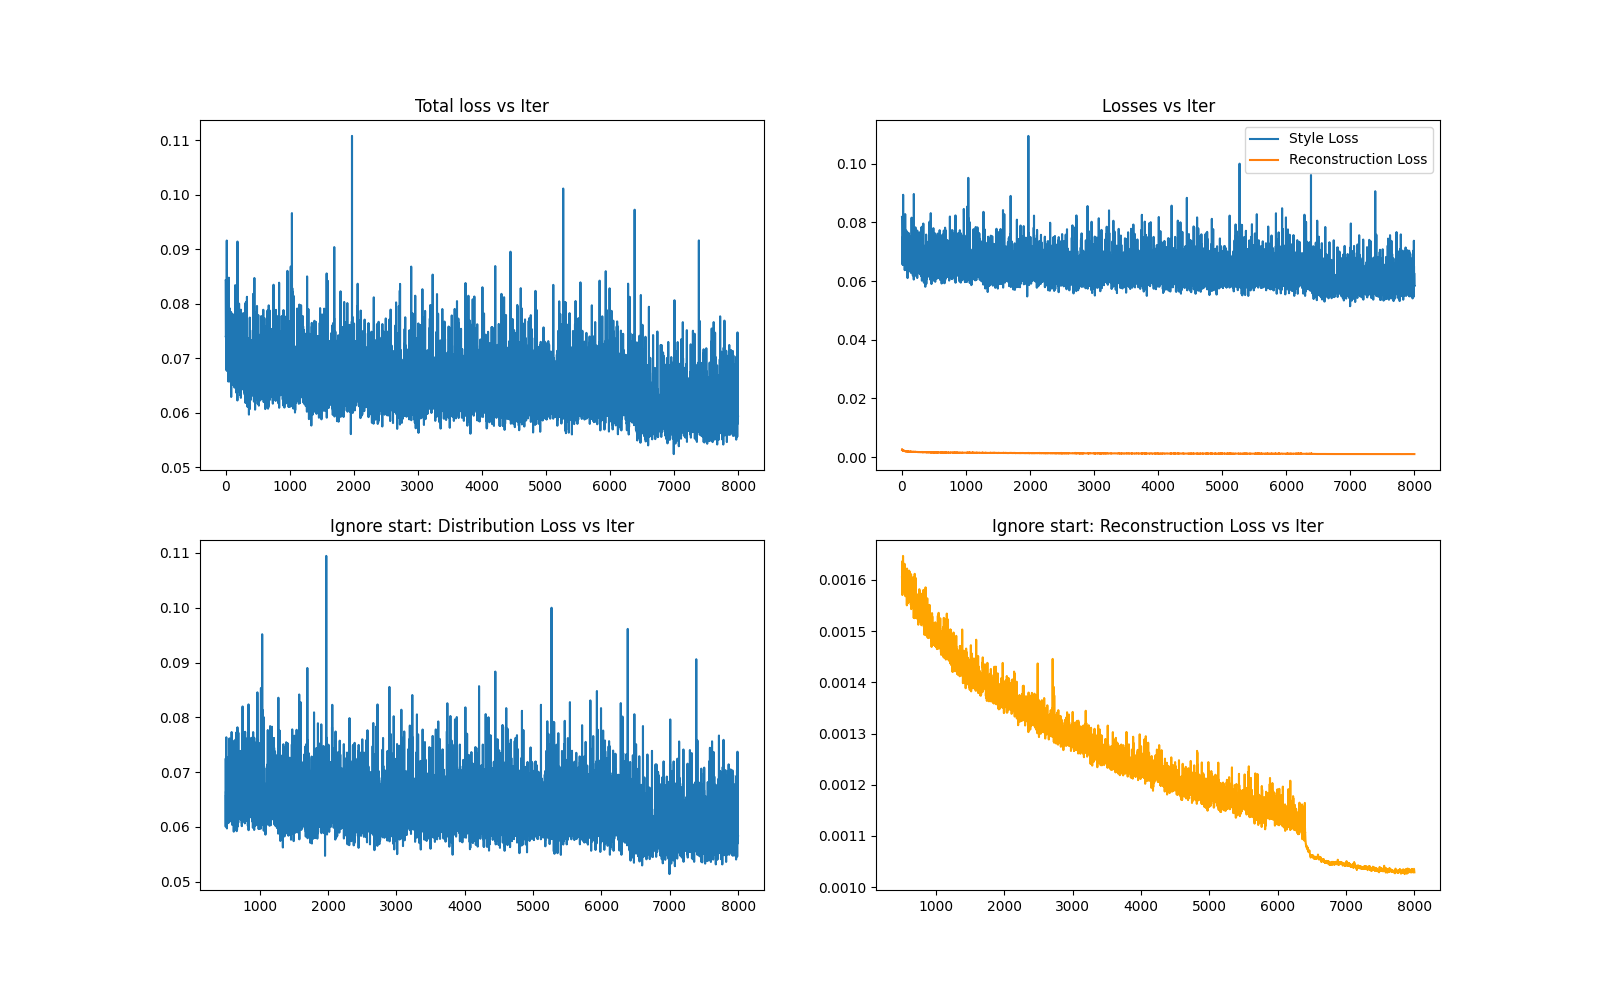 Total loss vs Iter
0.11
0.10
0.09
0.08
0.07
0.06
0.05
0 1000 2000 3000 4000 5000 6000 7000 8000
Losses vs Iter
Style Loss
Reconstruction Loss
0.10
0.08
0.06
0.04
0.02
0.00
0 1000 2000 3000 4000 5000 6000 7000 8000
Ignore start: Distribution Loss vs Iter
0.11
0.10
0.09
0.08
0.07
0.06
0.05
1000 2000 3000 4000 5000 6000 7000 8000
Ignore start: Reconstruction Loss vs Iter
0.0016
0.0015
0.0014
0.0013
0.0012
0.0011
0.0010
1000 2000 3000 4000 5000 6000 7000 8000